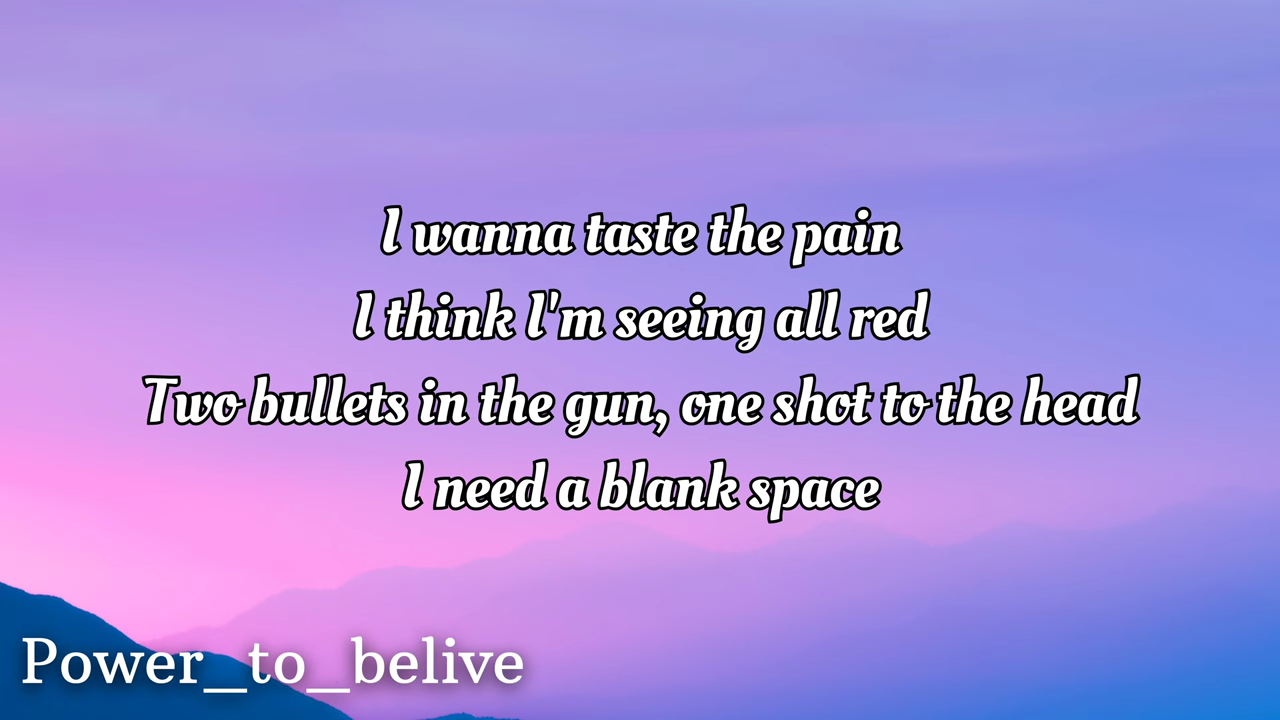 I wanna taste the pain
I think I'm seeing all red
Two bullets in the gun, one shot to the head
I need a blank space
Power_to_belive